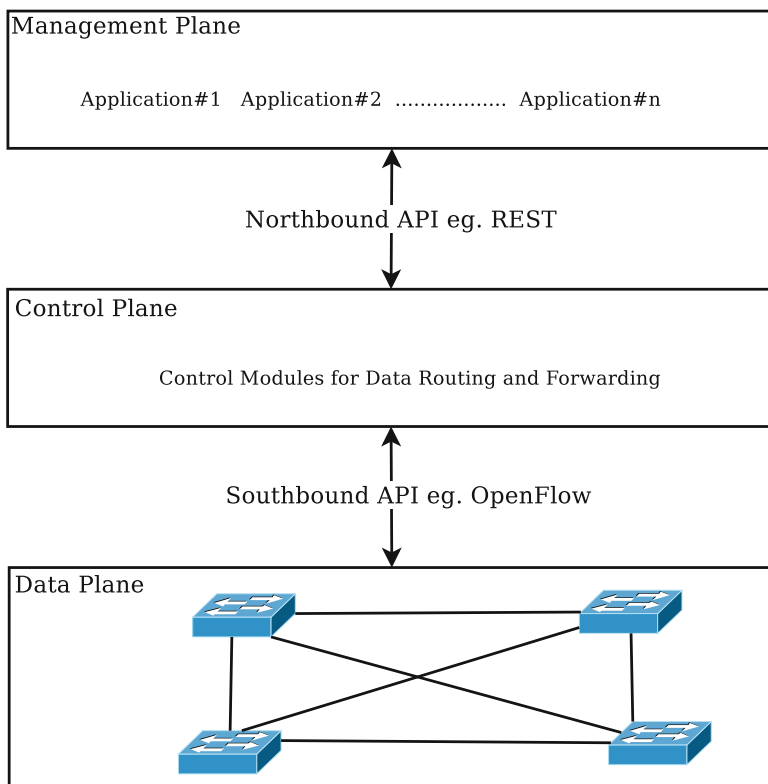 Management Plane
Application#1 Application#2 .................. Application#n
Northbound API eg. REST
Control Plane
Control Modules for Data Routing and Forwarding
Southbound API eg. OpenFlow
Data Plane